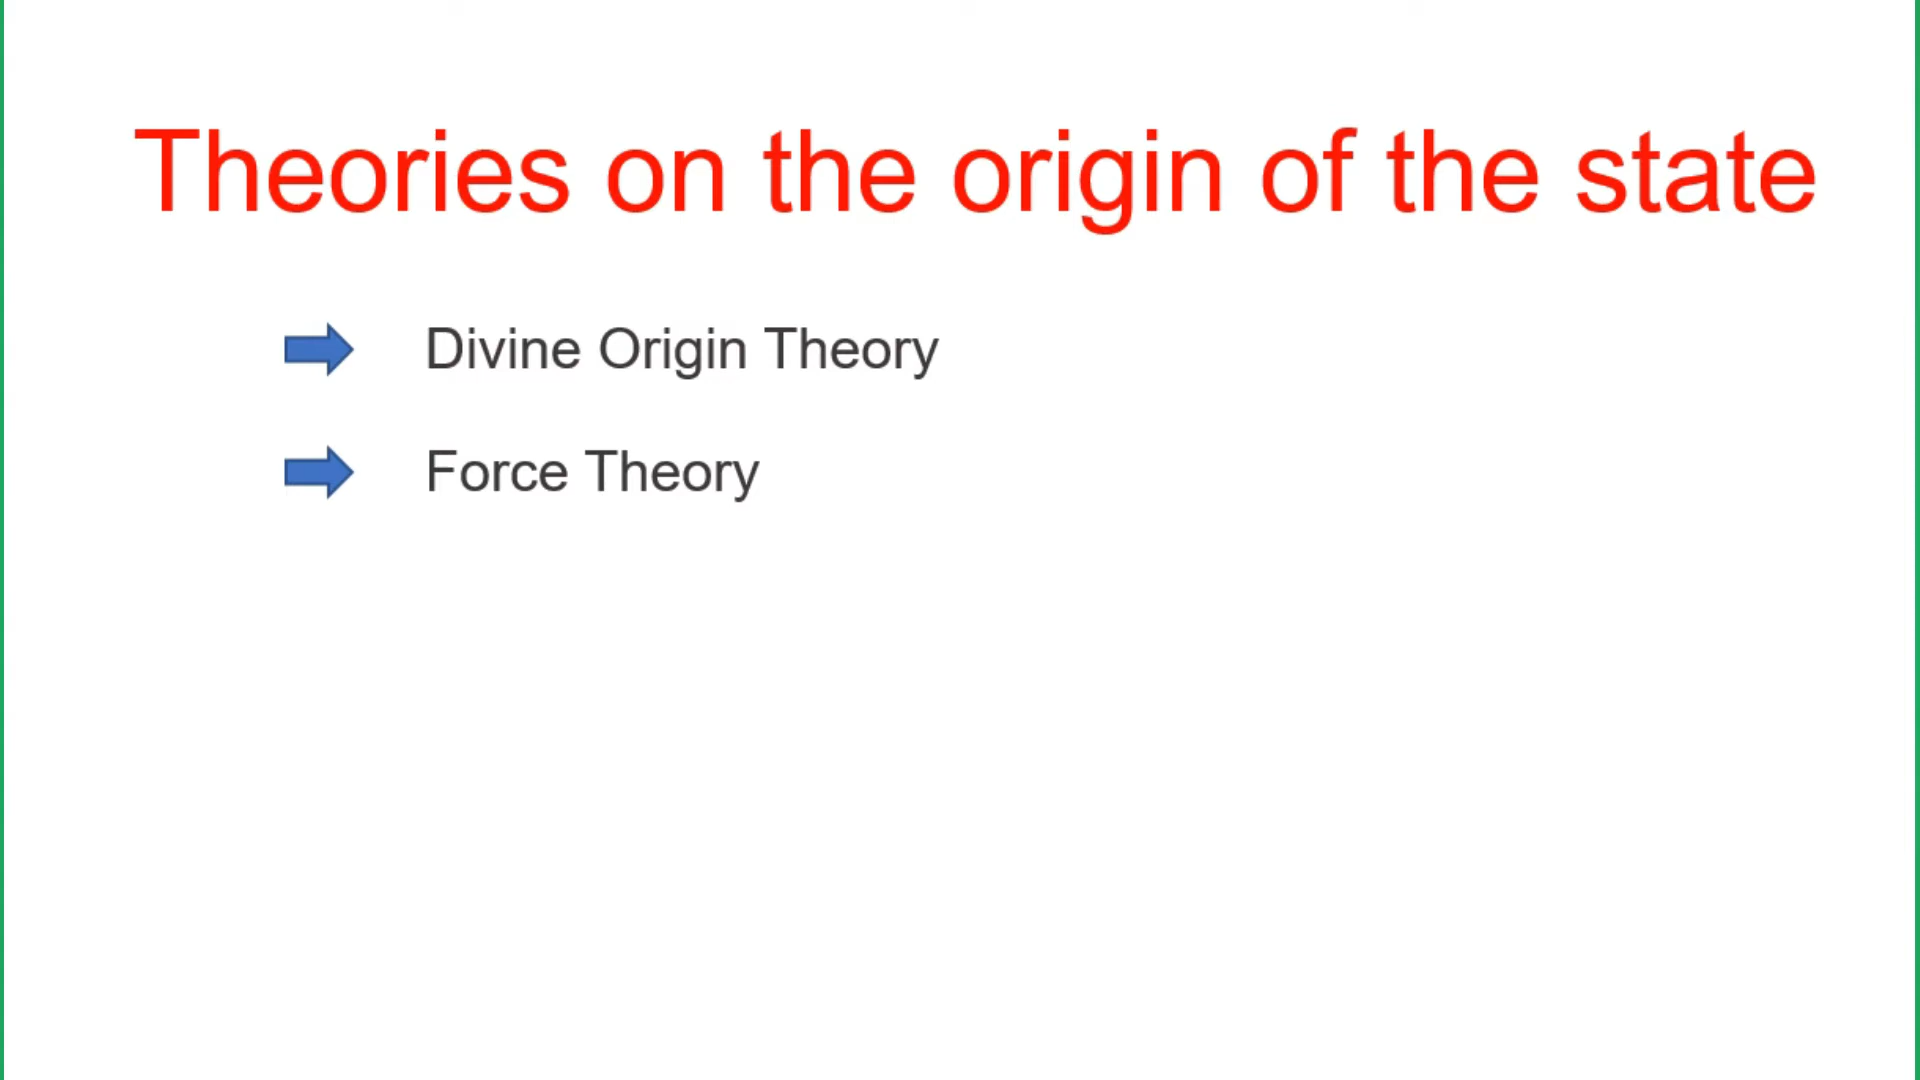 Theories on the origin of the state
Divine Origin Theory
Force Theory